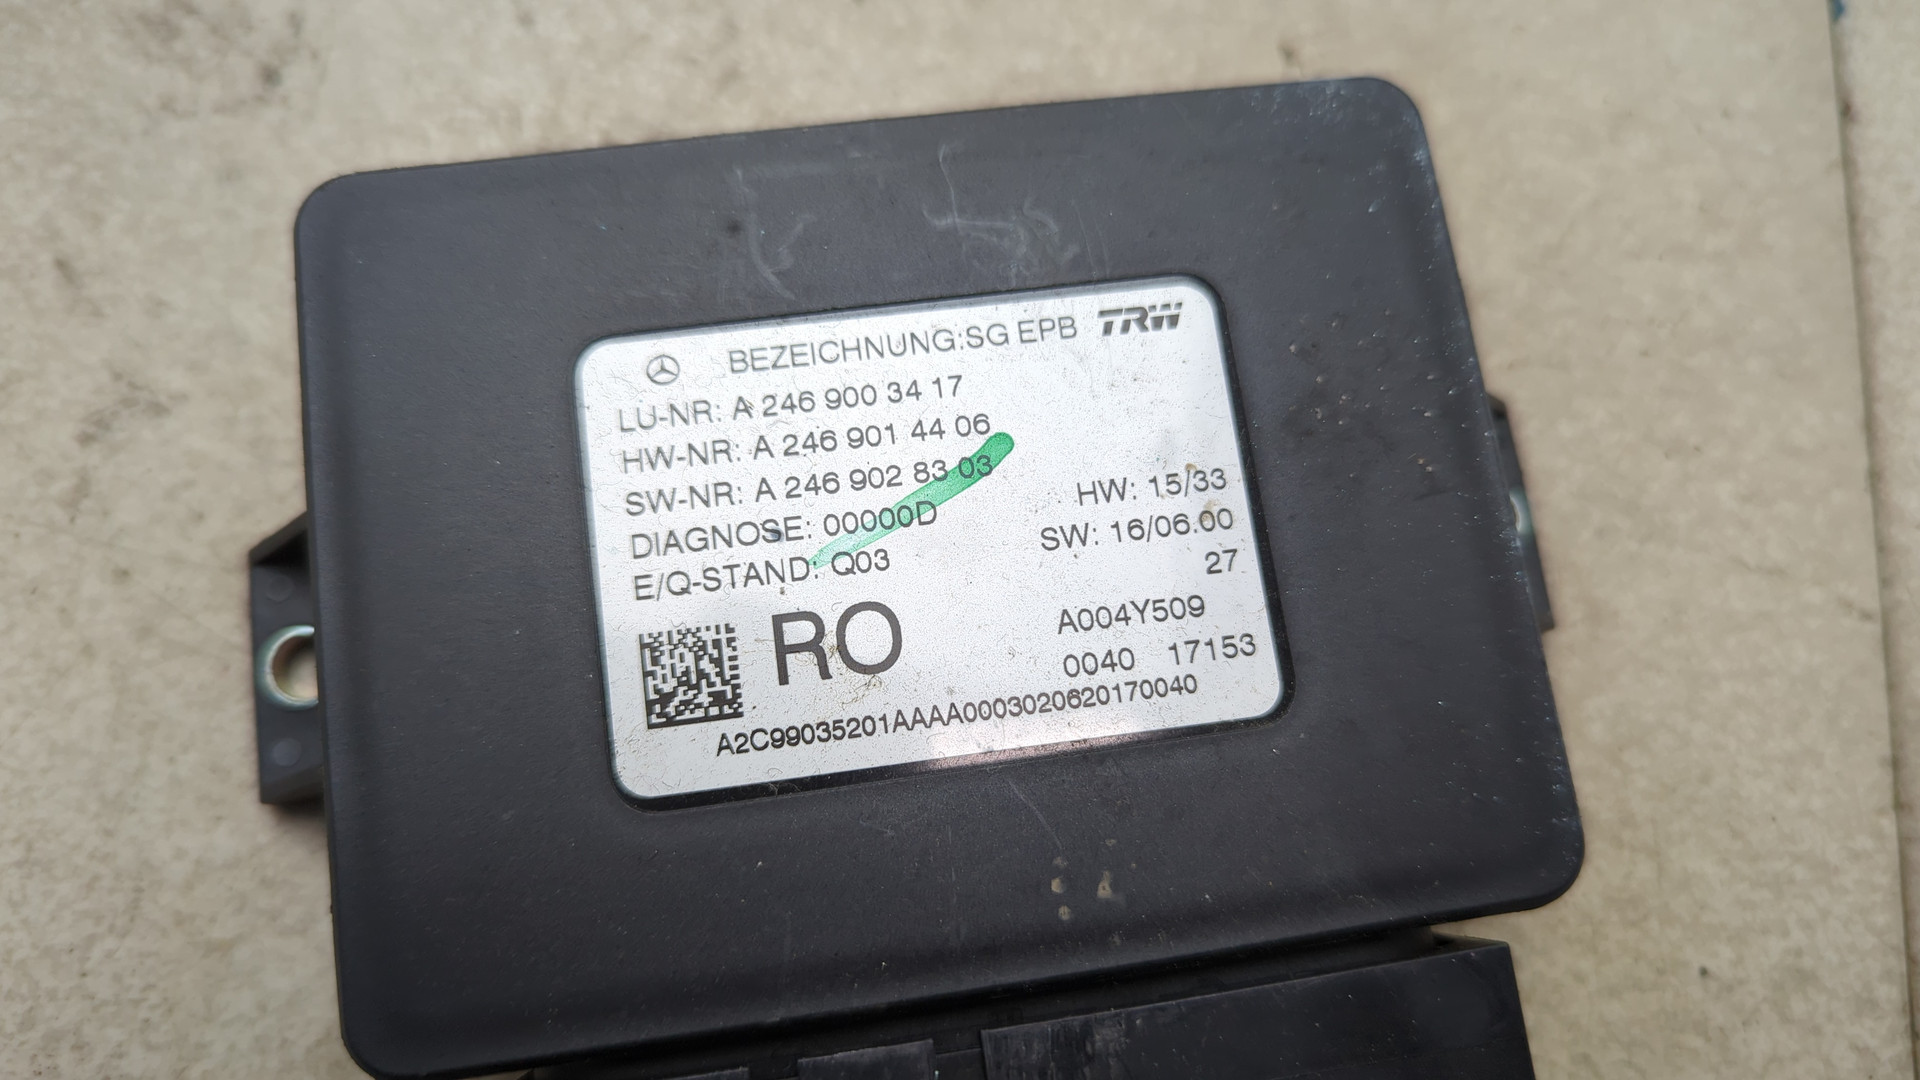 BEZEICHNUNG:SG EPB TRW
LU-NR: A 246 900 34 17
HW-NR: A 246 901 44 06
SW-NR: A 246 902 83 03
HW: 15/33
DIAGNOSE: 00000D
SW: 16/06.00
E/Q-STAND: Q03
27
RO
A004Y509
0040 17153
A2C99035201AAAA0003020620170040